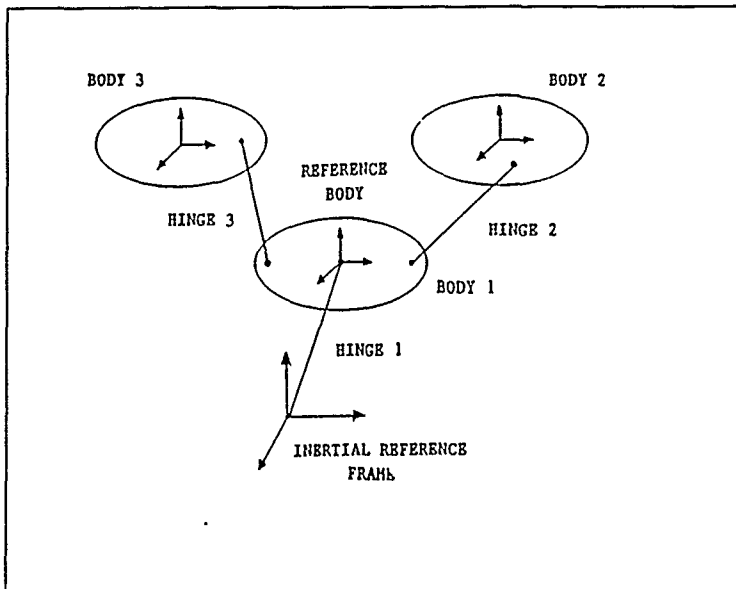 BODY 3
BODY 2
REFERENCE
BODY
HINGE 3
HINGE 2
BODY 1
HINGE 1
INERTIAL REFERENCE
FRAME